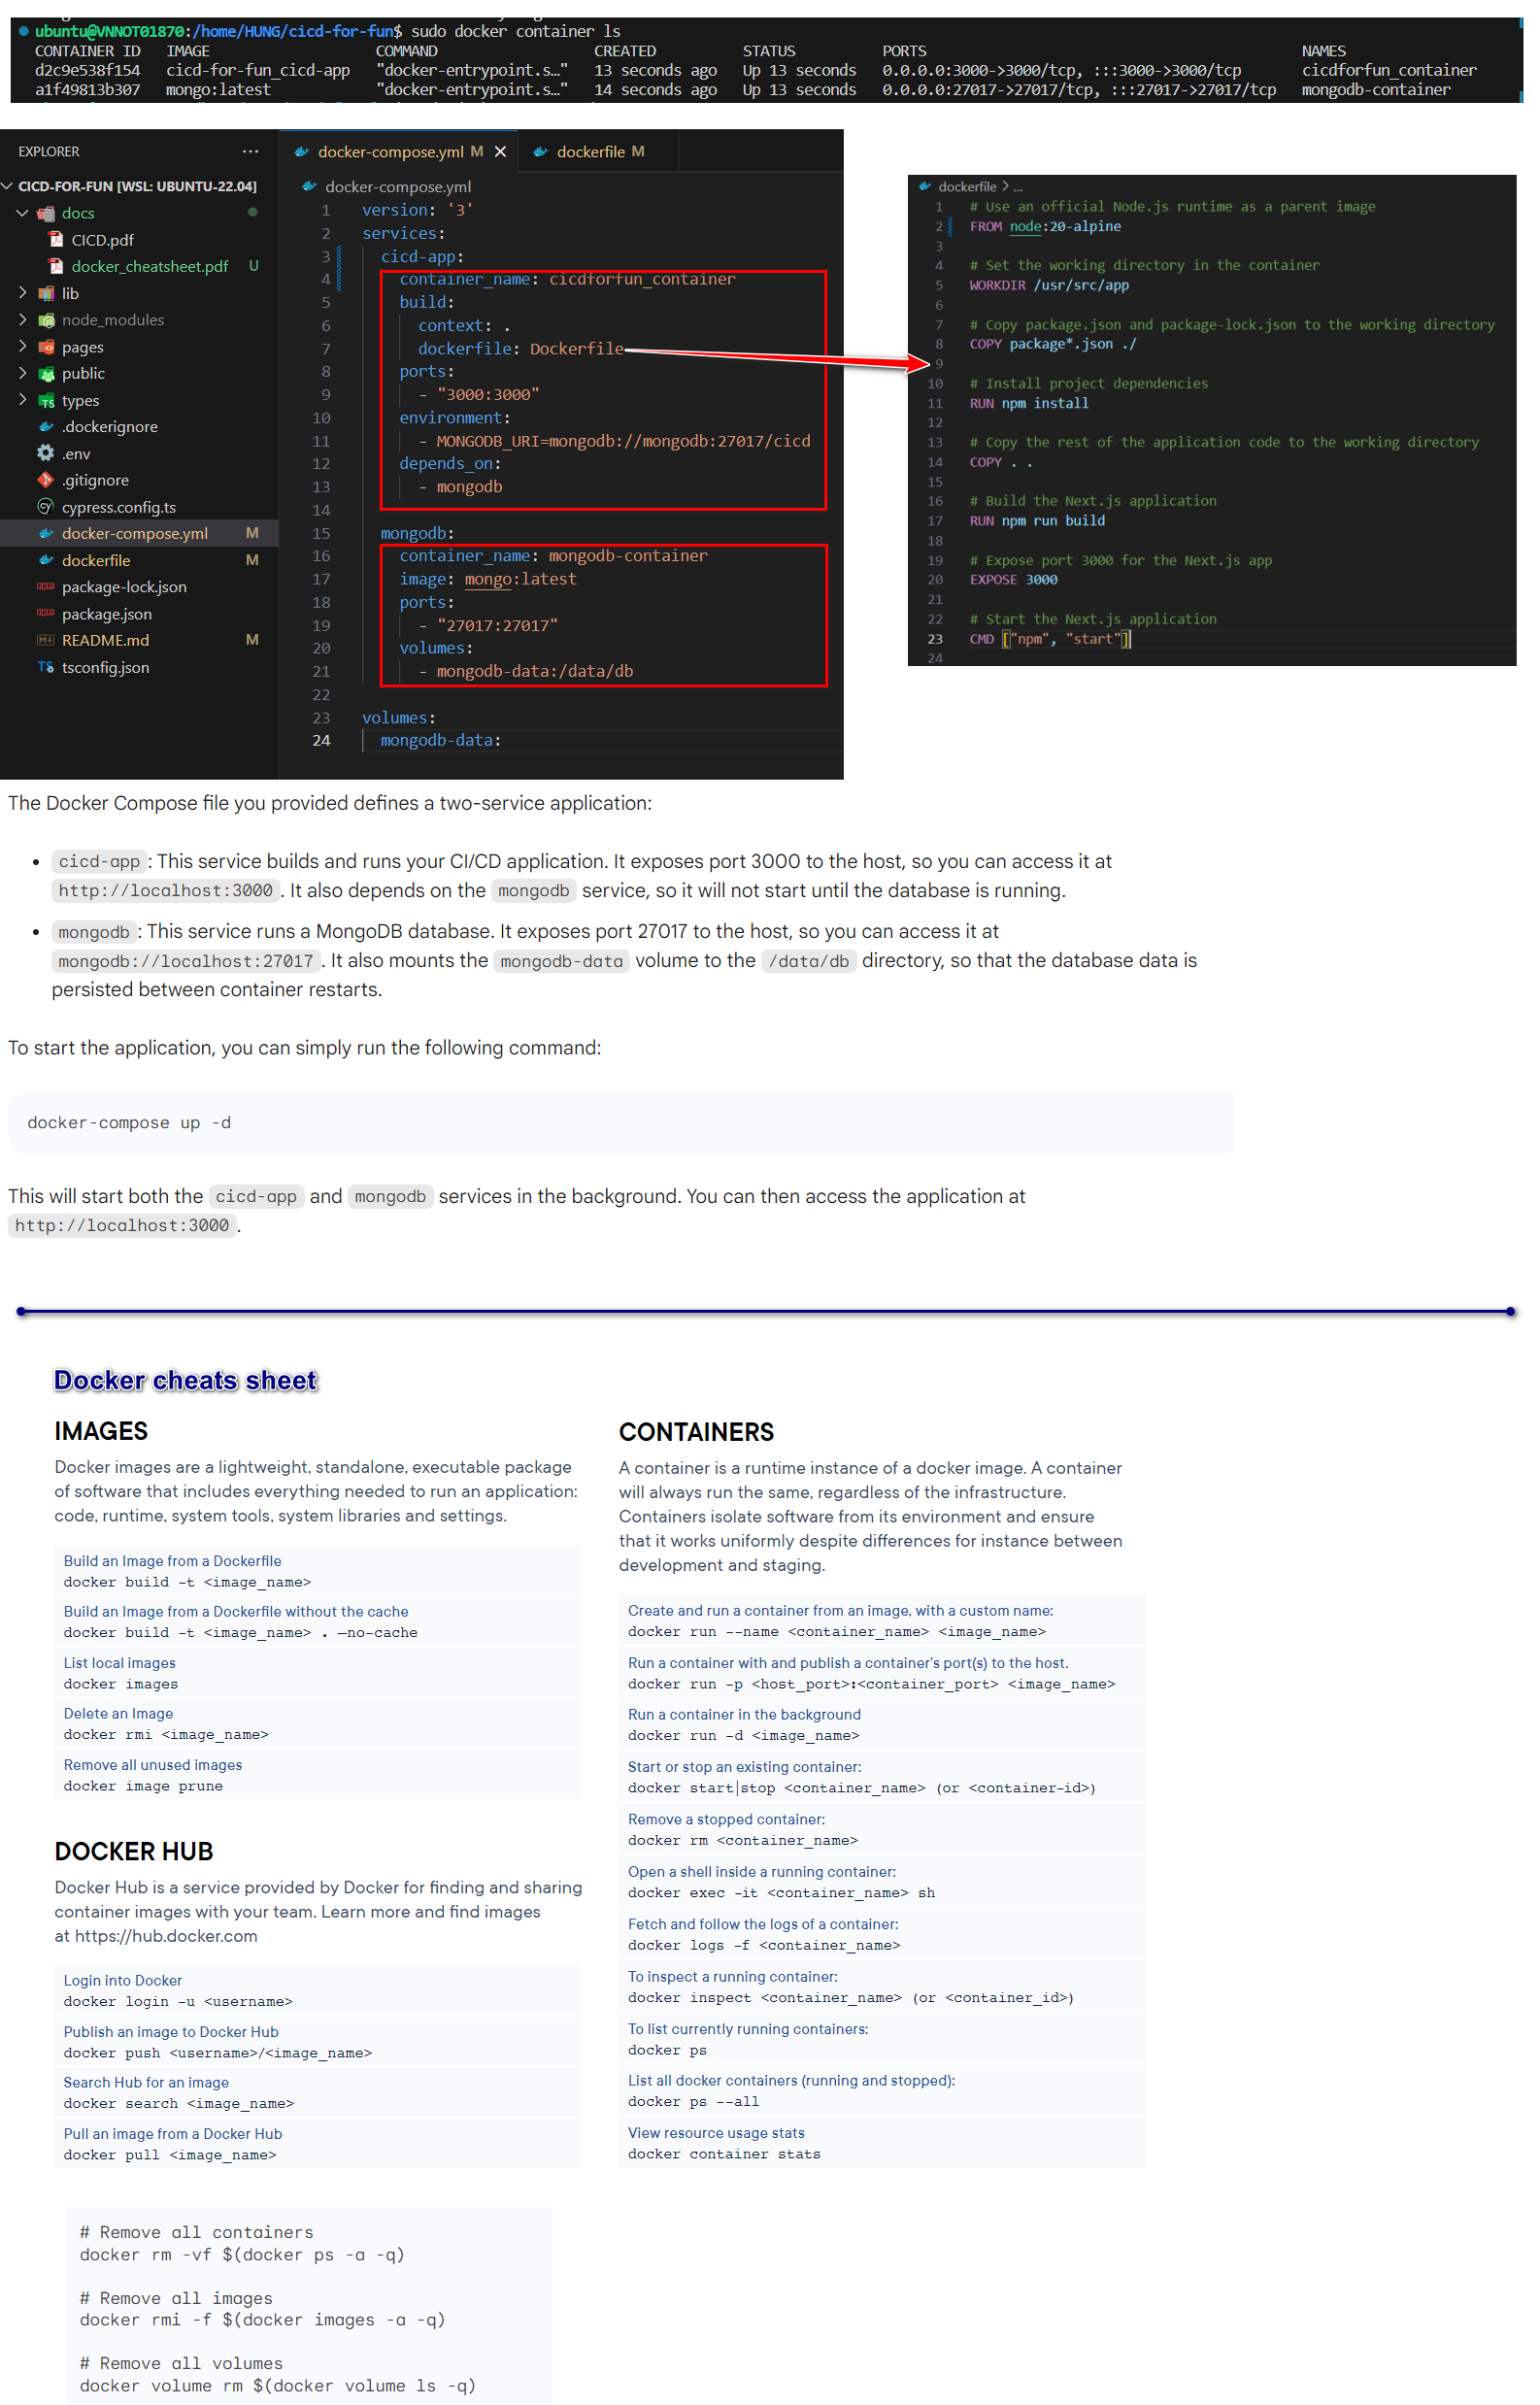 ubuntu@VNNOT01870:/home/HUNG/cicd-for-fun$ sudo docker container ls
CONTAINER ID IMAGE COMMAND CREATED STATUS PORTS NAMES
d2c9e538f154 cicd-for-fun_cicd-app "docker-entrypoint.s…" 13 seconds ago Up 13 seconds 0.0.0.0:3000->3000/tcp, :::3000->3000/tcp cicdforfun_container
a1f49813b307 mongo:latest "docker-entrypoint.s…" 14 seconds ago Up 13 seconds 0.0.0.0:27017->27017/tcp, :::27017->27017/tcp mongodb-container
EXPLORER ...
CICD-FOR-FUN [WSL: UBUNTU-22.04]
docs
CICD.pdf
docker_cheatsheet.pdf U
lib
node_modules
pages
public
types
.dockerignore
.env
.gitignore
cypress.config.ts
docker-compose.yml M
dockerfile M
package-lock.json
package.json
README.md M
tsconfig.json
docker-compose.yml M
dockerfile M
docker-compose.yml
1 version: '3'
2 services:
3 cicd-app:
4 container_name: cicdforfun_container
5 build:
6 context: .
7 dockerfile: Dockerfile
8 ports:
9 - "3000:3000"
10 environment:
11 - MONGODB_URI=mongodb://mongodb:27017/cicd
12 depends_on:
13 - mongodb
14
15 mongodb:
16 container_name: mongodb-container
17 image: mongo:latest
18 ports:
19 - "27017:27017"
20 volumes:
21 - mongodb-data:/data/db
22
23 volumes:
24 mongodb-data:
dockerfile > ...
1 # Use an official Node.js runtime as a parent image
2 FROM node:20-alpine
3
4 # Set the working directory in the container
5 WORKDIR /usr/src/app
6
7 # Copy package.json and package-lock.json to the working directory
8 COPY package*.json ./
9
10 # Install project dependencies
11 RUN npm install
12
13 # Copy the rest of the application code to the working directory
14 COPY . .
15
16 # Build the Next.js application
17 RUN npm run build
18
19 # Expose port 3000 for the Next.js app
20 EXPOSE 3000
21
22 # Start the Next.js application
23 CMD ["npm", "start"]
24
The Docker Compose file you provided defines a two-service application:
• cicd-app : This service builds and runs your CI/CD application. It exposes port 3000 to the host, so you can access it at
http://localhost:3000 . It also depends on the mongodb service, so it will not start until the database is running.
• mongodb : This service runs a MongoDB database. It exposes port 27017 to the host, so you can access it at
mongodb://localhost:27017 . It also mounts the mongodb-data volume to the /data/db directory, so that the database data is
persisted between container restarts.
To start the application, you can simply run the following command:
docker-compose up -d
This will start both the cicd-app and mongodb services in the background. You can then access the application at
http://localhost:3000 .
Docker cheats sheet
IMAGES
Docker images are a lightweight, standalone, executable package
of software that includes everything needed to run an application:
code, runtime, system tools, system libraries and settings.
Build an Image from a Dockerfile
docker build -t <image_name>
Build an Image from a Dockerfile without the cache
docker build -t <image_name> . –no-cache
List local images
docker images
Delete an Image
docker rmi <image_name>
Remove all unused images
docker image prune
DOCKER HUB
Docker Hub is a service provided by Docker for finding and sharing
container images with your team. Learn more and find images
at https://hub.docker.com
Login into Docker
docker login -u <username>
Publish an image to Docker Hub
docker push <username>/<image_name>
Search Hub for an image
docker search <image_name>
Pull an image from a Docker Hub
docker pull <image_name>
CONTAINERS
A container is a runtime instance of a docker image. A container
will always run the same, regardless of the infrastructure.
Containers isolate software from its environment and ensure
that it works uniformly despite differences for instance between
development and staging.
Create and run a container from an image, with a custom name:
docker run --name <container_name> <image_name>
Run a container with and publish a container's port(s) to the host.
docker run -p <host_port>:<container_port> <image_name>
Run a container in the background
docker run -d <image_name>
Start or stop an existing container:
docker start|stop <container_name> (or <container-id>)
Remove a stopped container:
docker rm <container_name>
Open a shell inside a running container:
docker exec -it <container_name> sh
Fetch and follow the logs of a container:
docker logs -f <container_name>
To inspect a running container:
docker inspect <container_name> (or <container_id>)
To list currently running containers:
docker ps
List all docker containers (running and stopped):
docker ps --all
View resource usage stats
docker container stats
# Remove all containers
docker rm -vf $(docker ps -a -q)
# Remove all images
docker rmi -f $(docker images -a -q)
# Remove all volumes
docker volume rm $(docker volume ls -q)